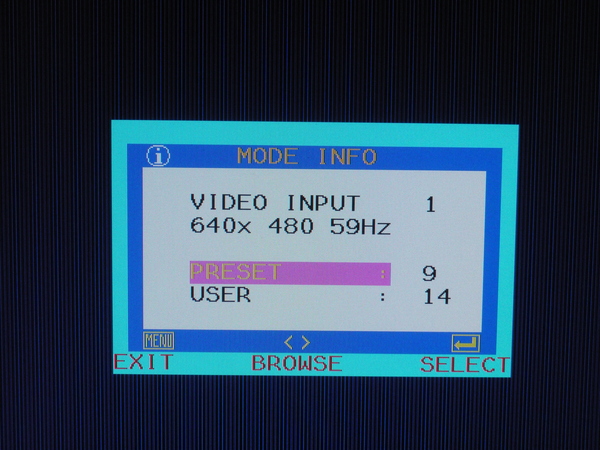 i MODE INFO
VIDEO INPUT 1
640x 480 59Hz
PRESET : 9
USER : 14
MENU < >
EXIT BROWSE SELECT